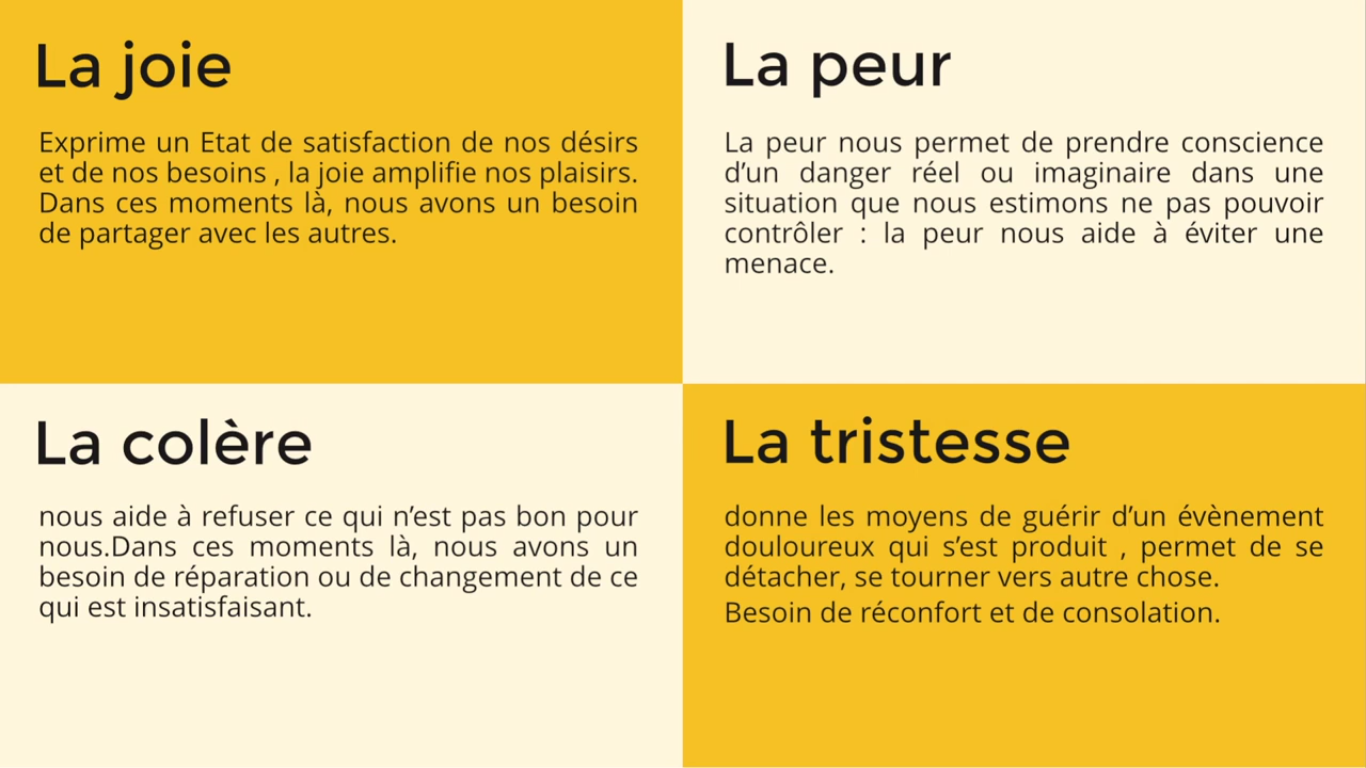 La joie
Exprime un Etat de satisfaction de nos désirs
et de nos besoins , la joie amplifie nos plaisirs.
Dans ces moments là, nous avons un besoin
de partager avec les autres.
La peur
La peur nous permet de prendre conscience
d’un danger réel ou imaginaire dans une
situation que nous estimons ne pas pouvoir
contrôler : la peur nous aide à éviter une
menace.
La colère
nous aide à refuser ce qui n’est pas bon pour
nous.Dans ces moments là, nous avons un
besoin de réparation ou de changement de ce
qui est insatisfaisant.
La tristesse
donne les moyens de guérir d’un évènement
douloureux qui s’est produit , permet de se
détacher, se tourner vers autre chose.
Besoin de réconfort et de consolation.